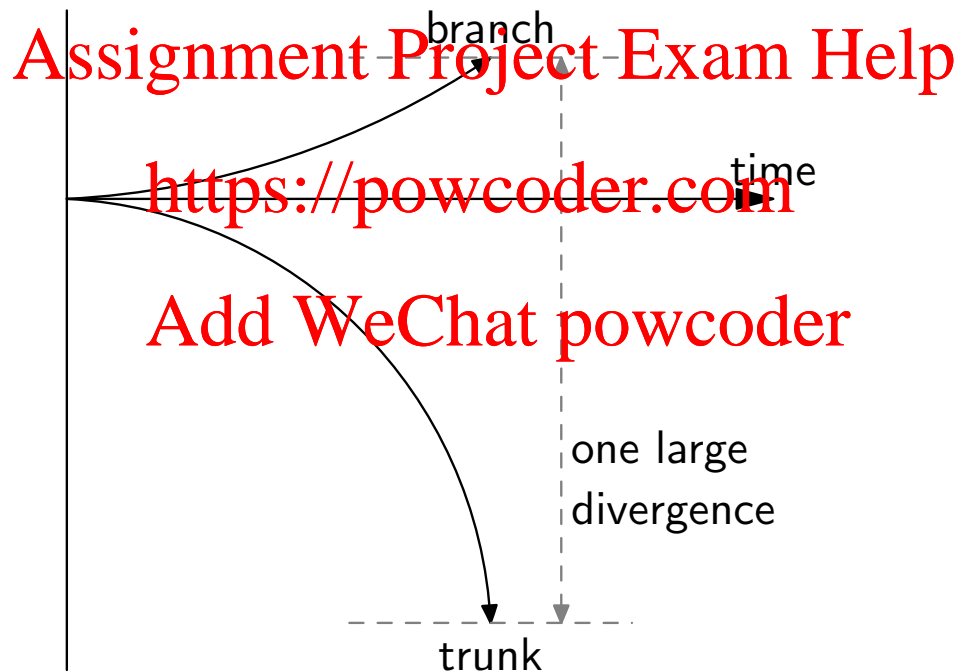 branch
Assignment Project Exam Help
time
https://powcoder.com
Add WeChat powcoder
one large
divergence
trunk